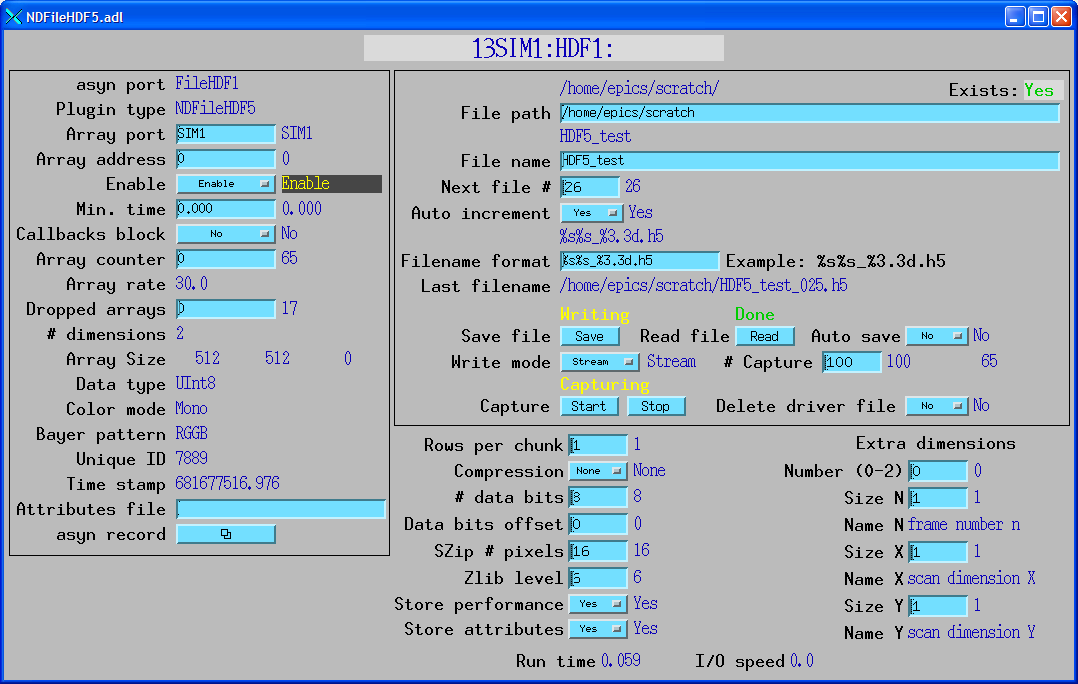 NDFileHDF5.adl
13SIM1:HDF1:
asyn port FileHDF1
Plugin type NDFileHDF5
Array port SIM1 SIM1
Array address 0 0
Enable Enable Enable
Min. time 0.000 0.000
Callbacks block No No
Array counter 0 65
Array rate 30.0
Dropped arrays 0 17
# dimensions 2
Array Size 512 512 0
Data type UInt8
Color mode Mono
Bayer pattern RGGB
Unique ID 7889
Time stamp 681677516.976
Attributes file
asyn record
/home/epics/scratch/ Exists: Yes
File path /home/epics/scratch
HDF5_test
File name HDF5_test
Next file # 26 26
Auto increment Yes Yes
%s%s_%3.3d.h5
Filename format %s%s_%3.3d.h5 Example: %s%s_%3.3d.h5
Last filename /home/epics/scratch/HDF5_test_025.h5
Writing Done
Save file Save Read file Read Auto save No No
Write mode Stream Stream # Capture 100 100 65
Capturing
Capture Start Stop Delete driver file No No
Rows per chunk 1 1
Compression None None
# data bits 8 8
Data bits offset 0 0
SZip # pixels 16 16
Zlib level 6 6
Store performance Yes Yes
Store attributes Yes Yes
Extra dimensions
Number (0-2) 0 0
Size N 1 1
Name N frame number n
Size X 1 1
Name X scan dimension X
Size Y 1 1
Name Y scan dimension Y
Run time 0.059 I/O speed 0.0